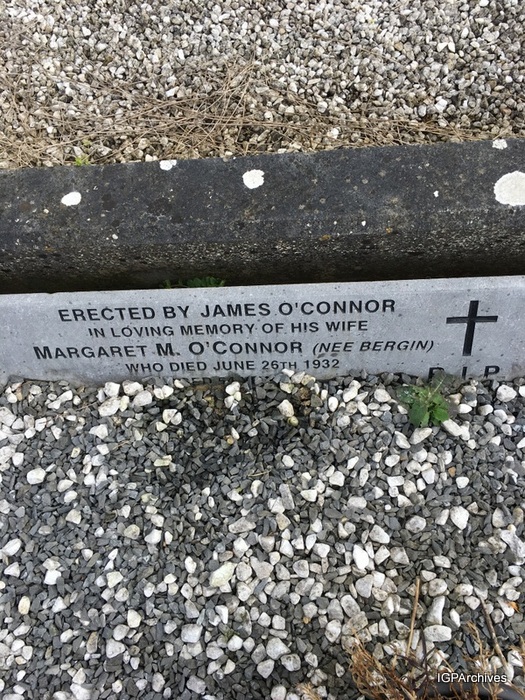 ERECTED BY JAMES O'CONNOR
IN LOVING MEMORY OF HIS WIFE
MARGARET M. O'CONNOR (NEE BERGIN)
WHO DIED JUNE 26TH 1932
R.I.P.
IGPArchives